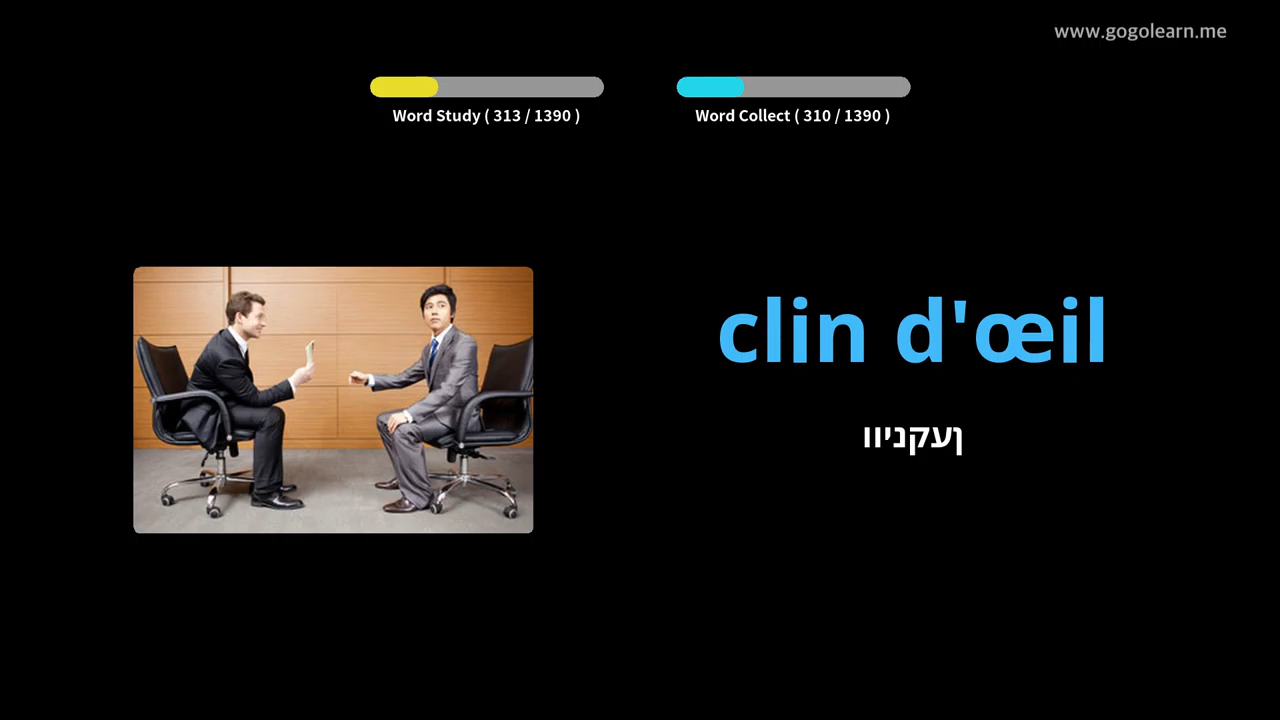 www.gogolearn.me
Word Study ( 313 / 1390 )
Word Collect ( 310 / 1390 )
clin d'œil
ןעקניוו